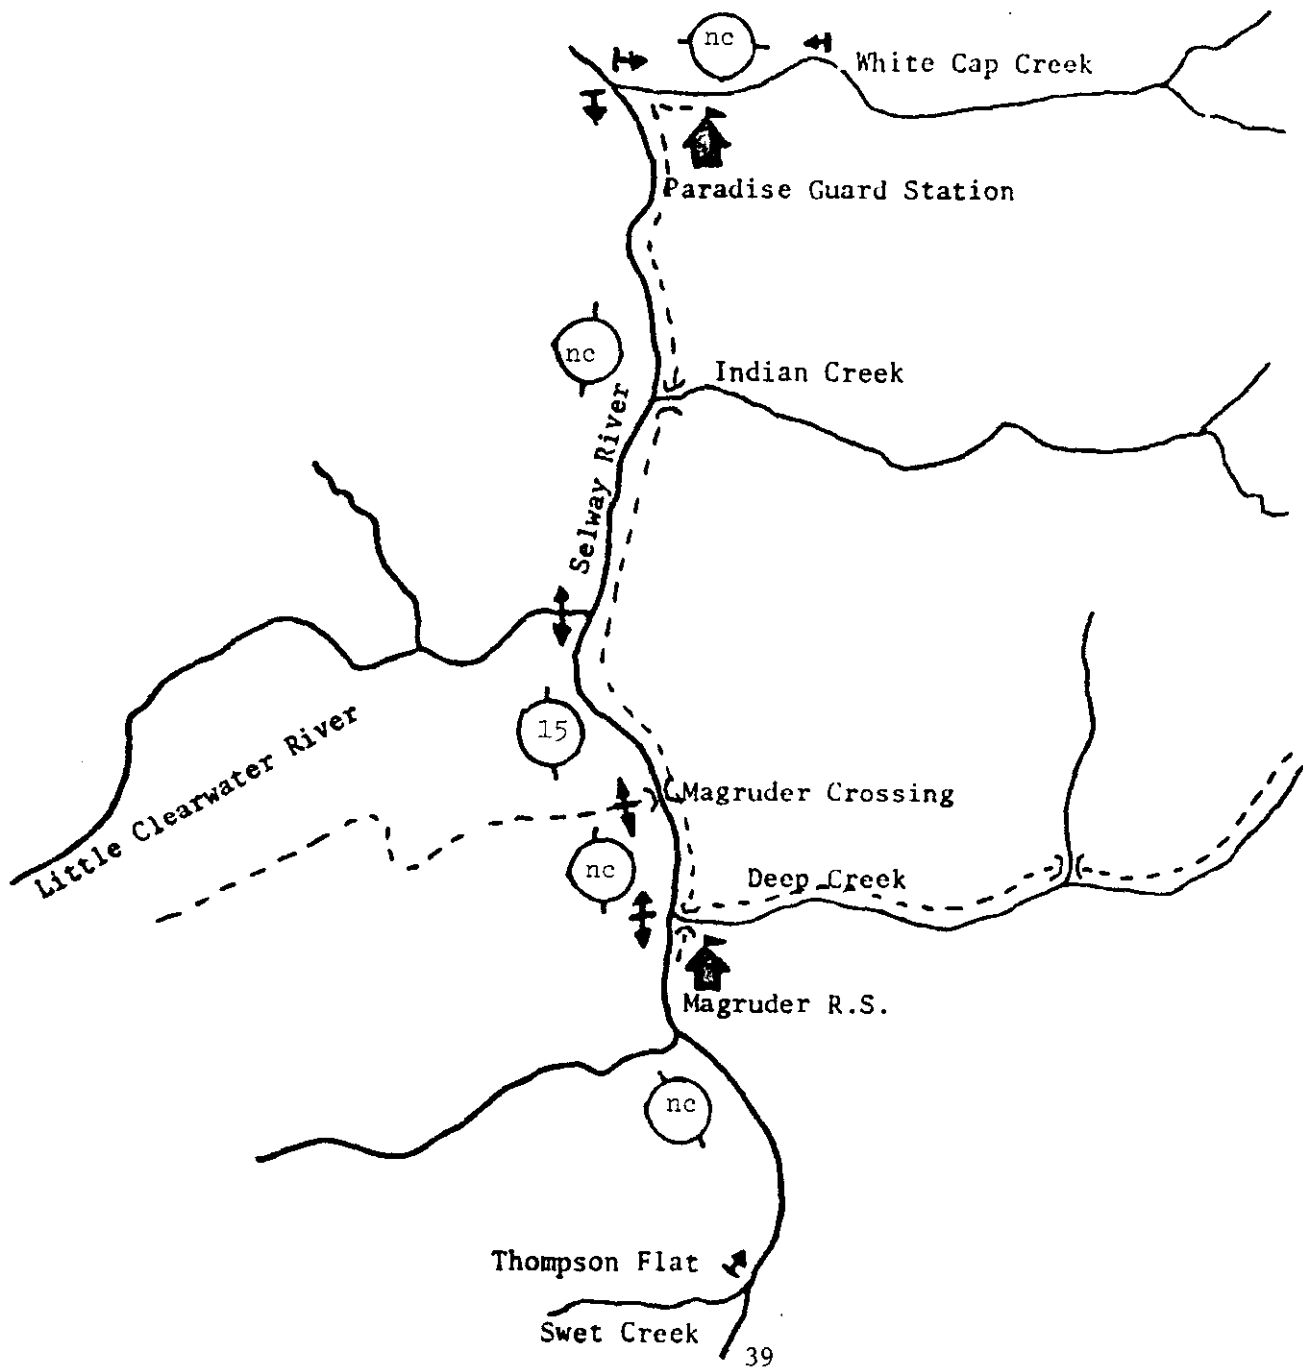 nc
White Cap Creek
Paradise Guard Station
nc
Indian Creek
Selway River
15
Little Clearwater River
Magruder Crossing
nc
Deep Creek
Magruder R.S.
nc
Thompson Flat
Swet Creek
39